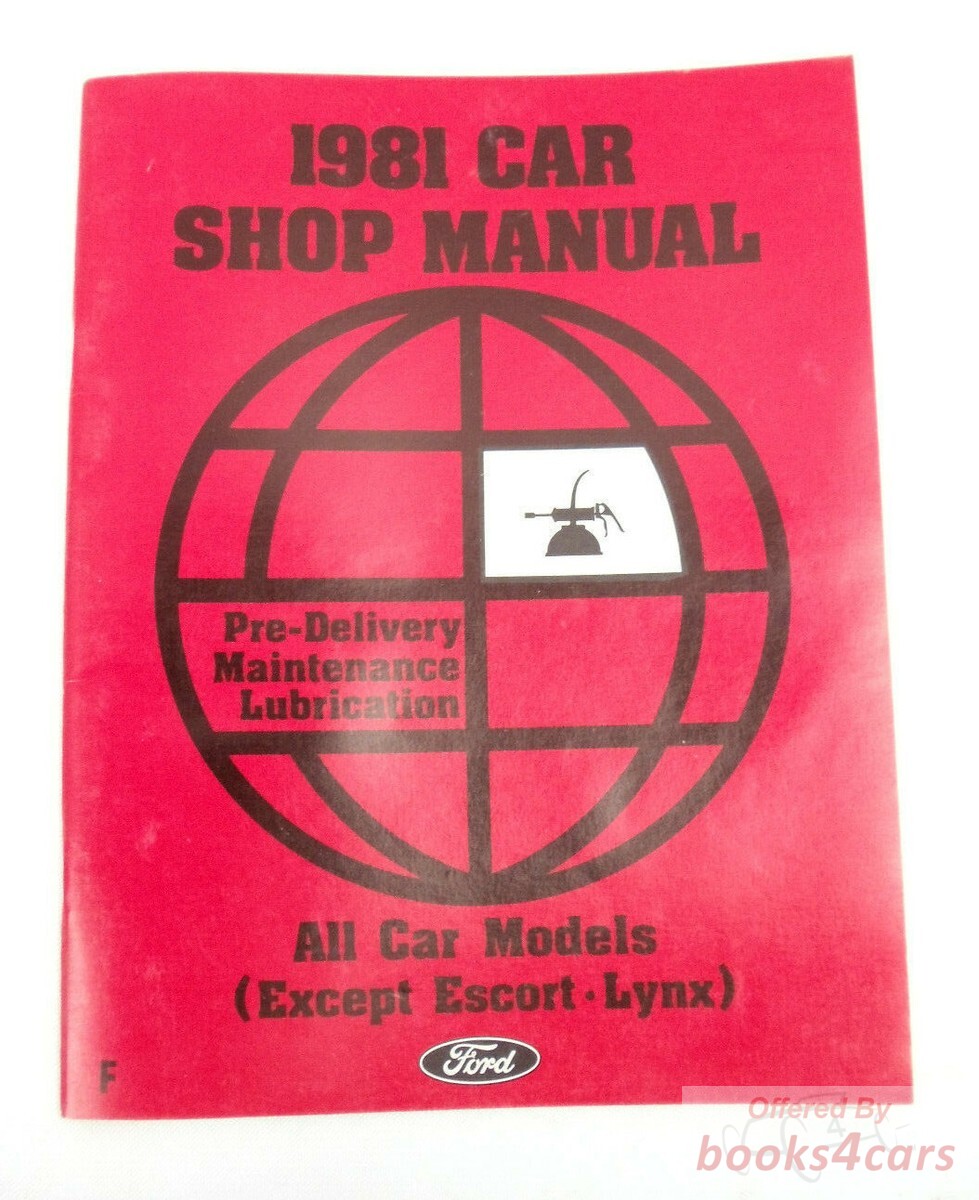 1981 CAR
SHOP MANUAL
Pre-Delivery
Maintenance
Lubrication
All Car Models
(Except Escort·Lynx)
Ford
F
Offered By
books4cars